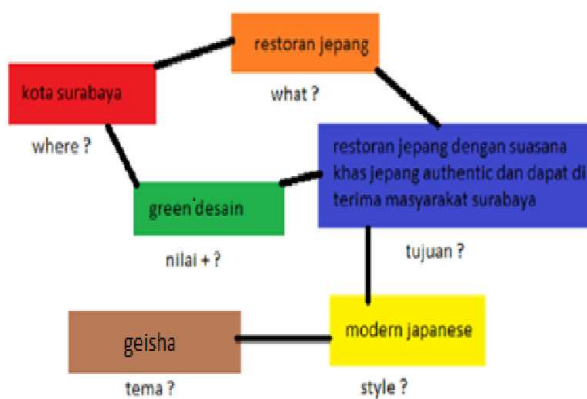 restoran jepang
what ?
kota surabaya
where ?
restoran jepang dengan suasana
khas jepang authentic dan dapat di
terima masyarakat surabaya
tujuan ?
green desain
nilai + ?
modern japanese
style ?
geisha
tema ?